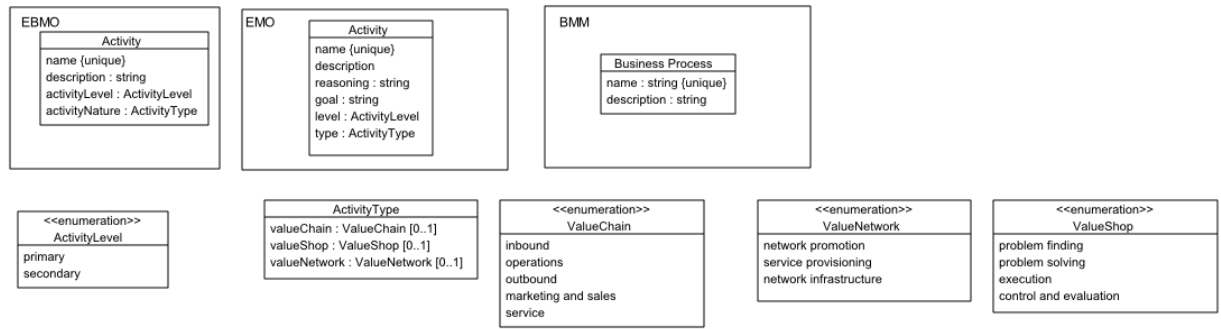 EBMO
Activity
name {unique}
description : string
activityLevel : ActivityLevel
activityNature : ActivityType
EMO
Activity
name {unique}
description
reasoning : string
goal : string
level : ActivityLevel
type : ActivityType
BMM
Business Process
name : string {unique}
description : string
<<enumeration>>
ActivityLevel
primary
secondary
ActivityType
valueChain : ValueChain [0..1]
valueShop : ValueShop [0..1]
valueNetwork : ValueNetwork [0..1]
<<enumeration>>
ValueChain
inbound
operations
outbound
marketing and sales
service
<<enumeration>>
ValueNetwork
network promotion
service provisioning
network infrastructure
<<enumeration>>
ValueShop
problem finding
problem solving
execution
control and evaluation